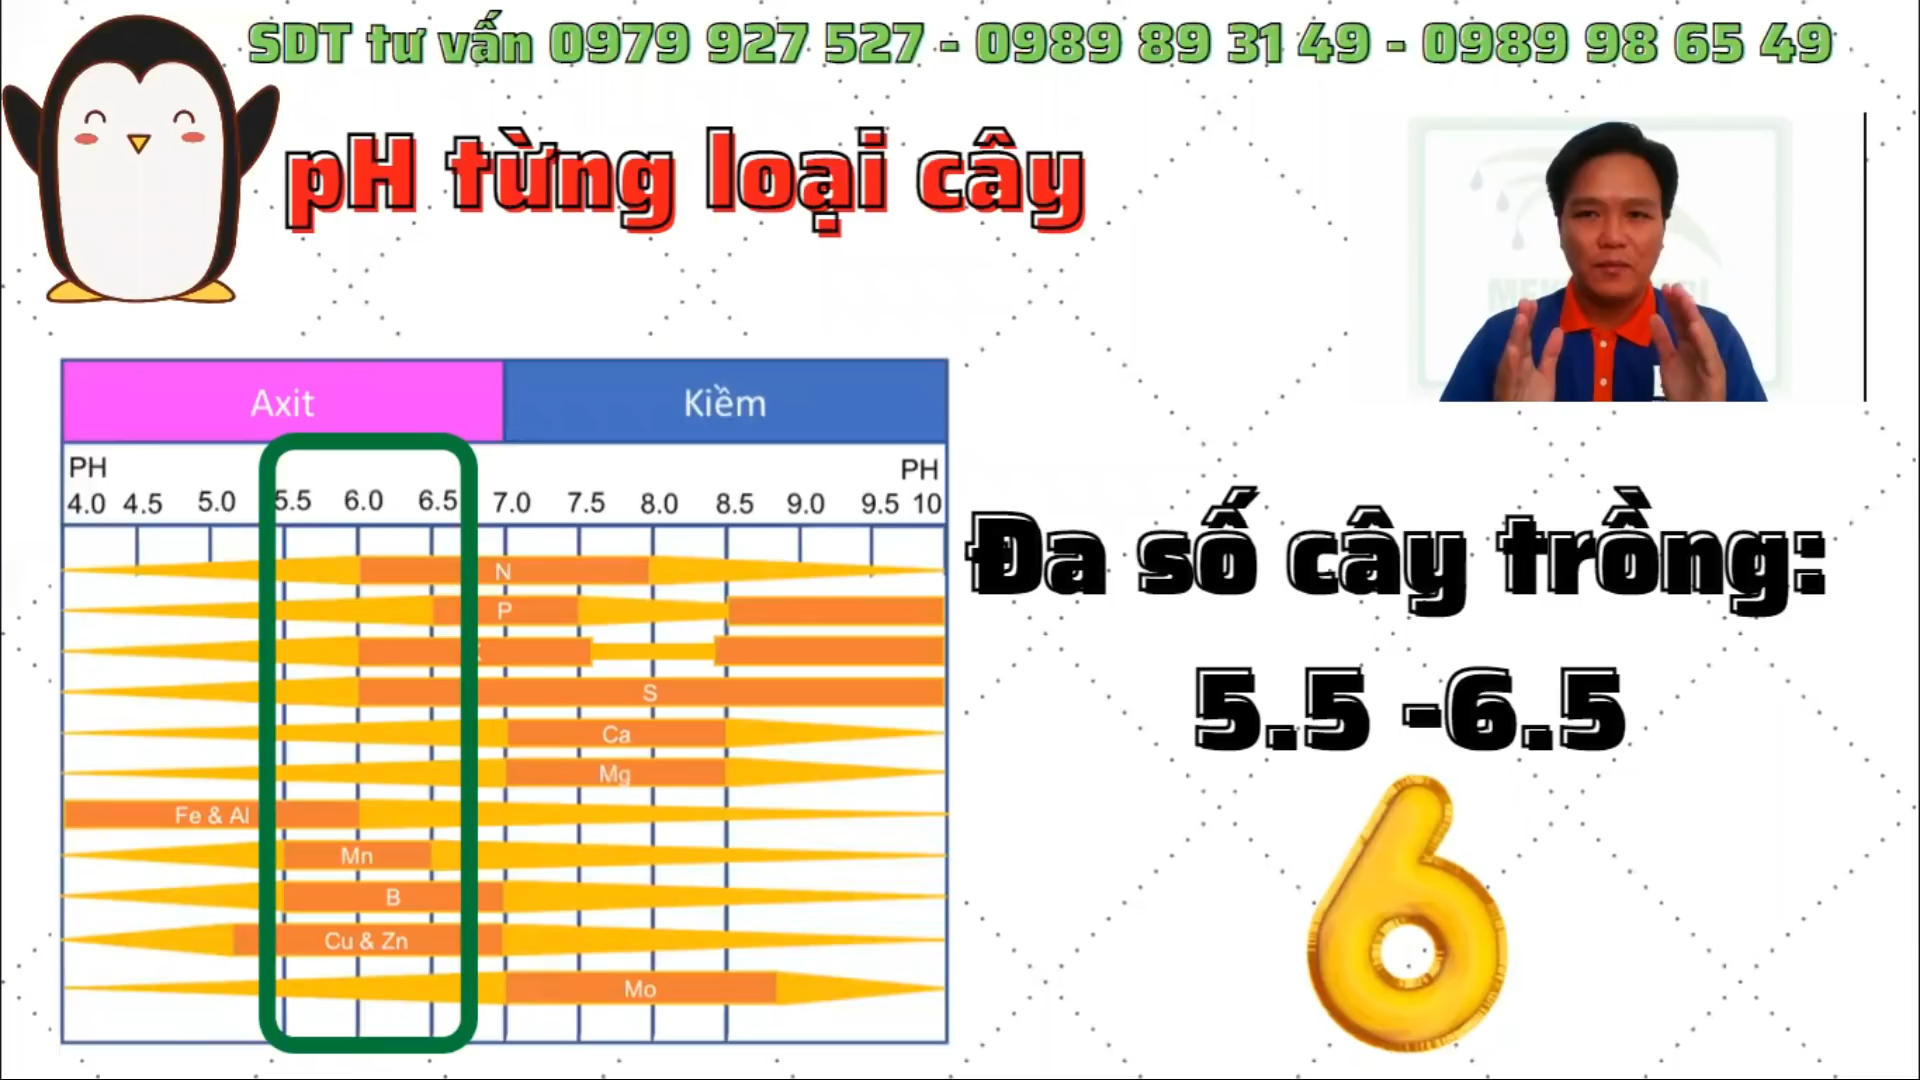 SDT tư vấn 0979 927 527 - 0989 89 31 49 - 0989 98 65 49
pH từng loại cây
Axit Kiềm
PH PH
4.0 4.5 5.0 5.5 6.0 6.5 7.0 7.5 8.0 8.5 9.0 9.5 10
N
P
S
Ca
Mg
Fe & Al
Mn
B
Cu & Zn
Mo
Đa số cây trồng:
5.5 -6.5
6